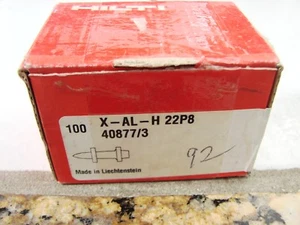 HILTI
100 X-AL-H 22P8
40877/3
92
Made in Liechtenstein